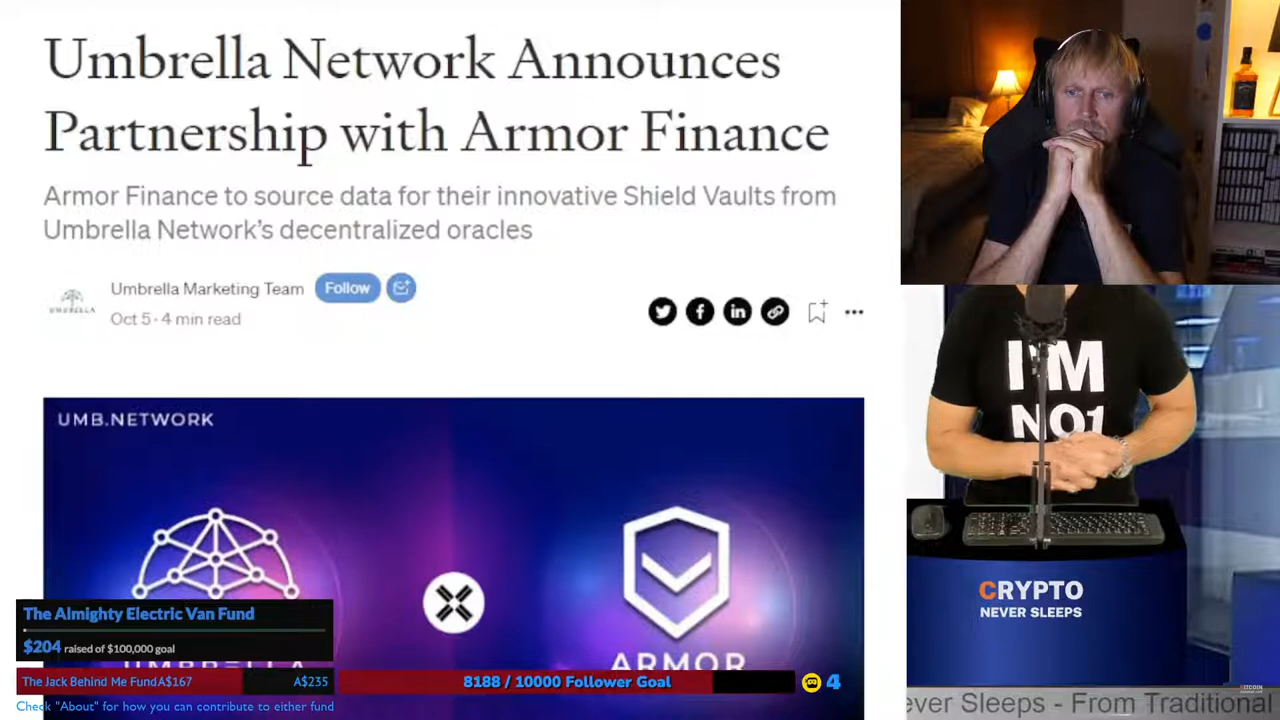 Umbrella Network Announces
Partnership with Armor Finance
Armor Finance to source data for their innovative Shield Vaults from
Umbrella Network's decentralized oracles
Umbrella Marketing Team Follow
Oct 5 · 4 min read
UMBRELLA
UMB.NETWORK
ARMOR
The Almighty Electric Van Fund
$204 raised of $100,000 goal
The Jack Behind Me Fund A$167 A$235
8188 / 10000 Follower Goal
4
Check "About" for how you can contribute to either fund
I'M
NO1
CRYPTO
NEVER SLEEPS
ever Sleeps - From Traditional